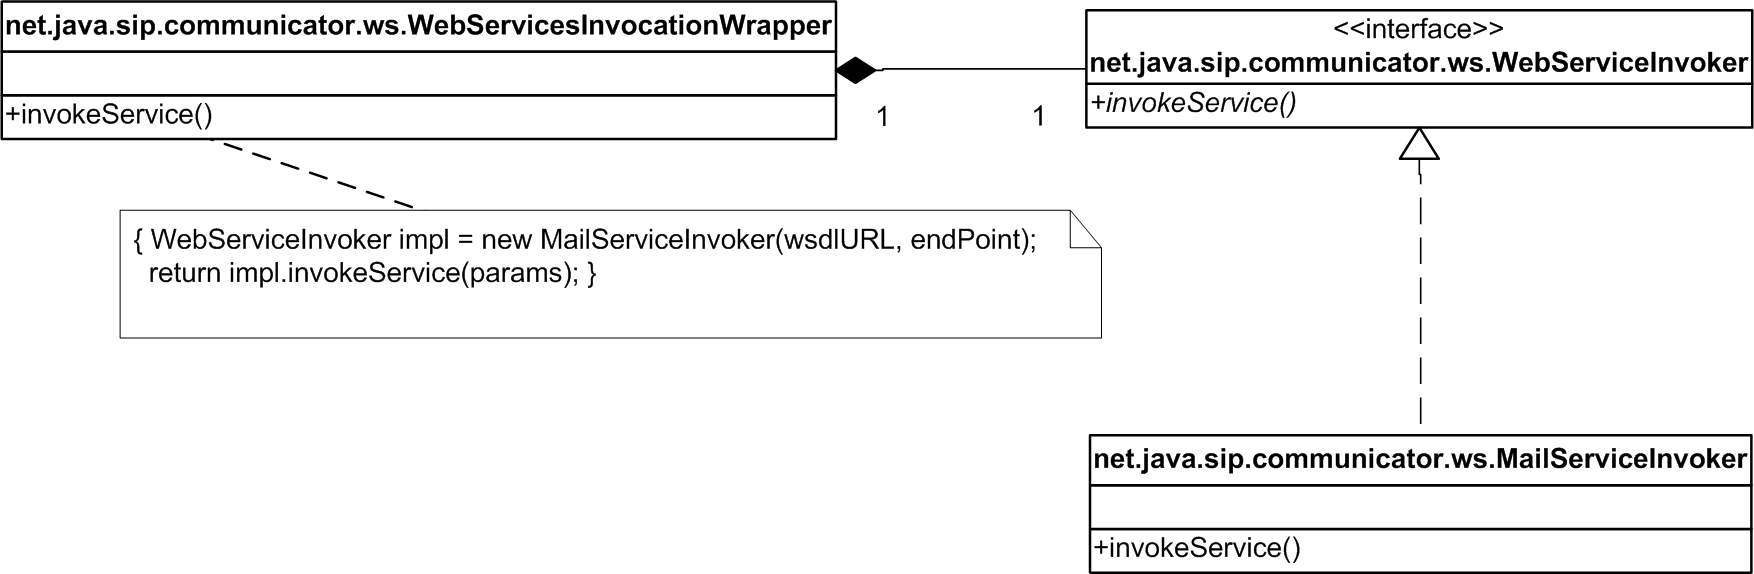 net.java.sip.communicator.ws.WebServicesInvocationWrapper
+invokeService()
1
1
<<interface>>
net.java.sip.communicator.ws.WebServiceInvoker
+invokeService()
{ WebServiceInvoker impl = new MailServiceInvoker(wsdlURL, endPoint);
return impl.invokeService(params); }
net.java.sip.communicator.ws.MailServiceInvoker
+invokeService()